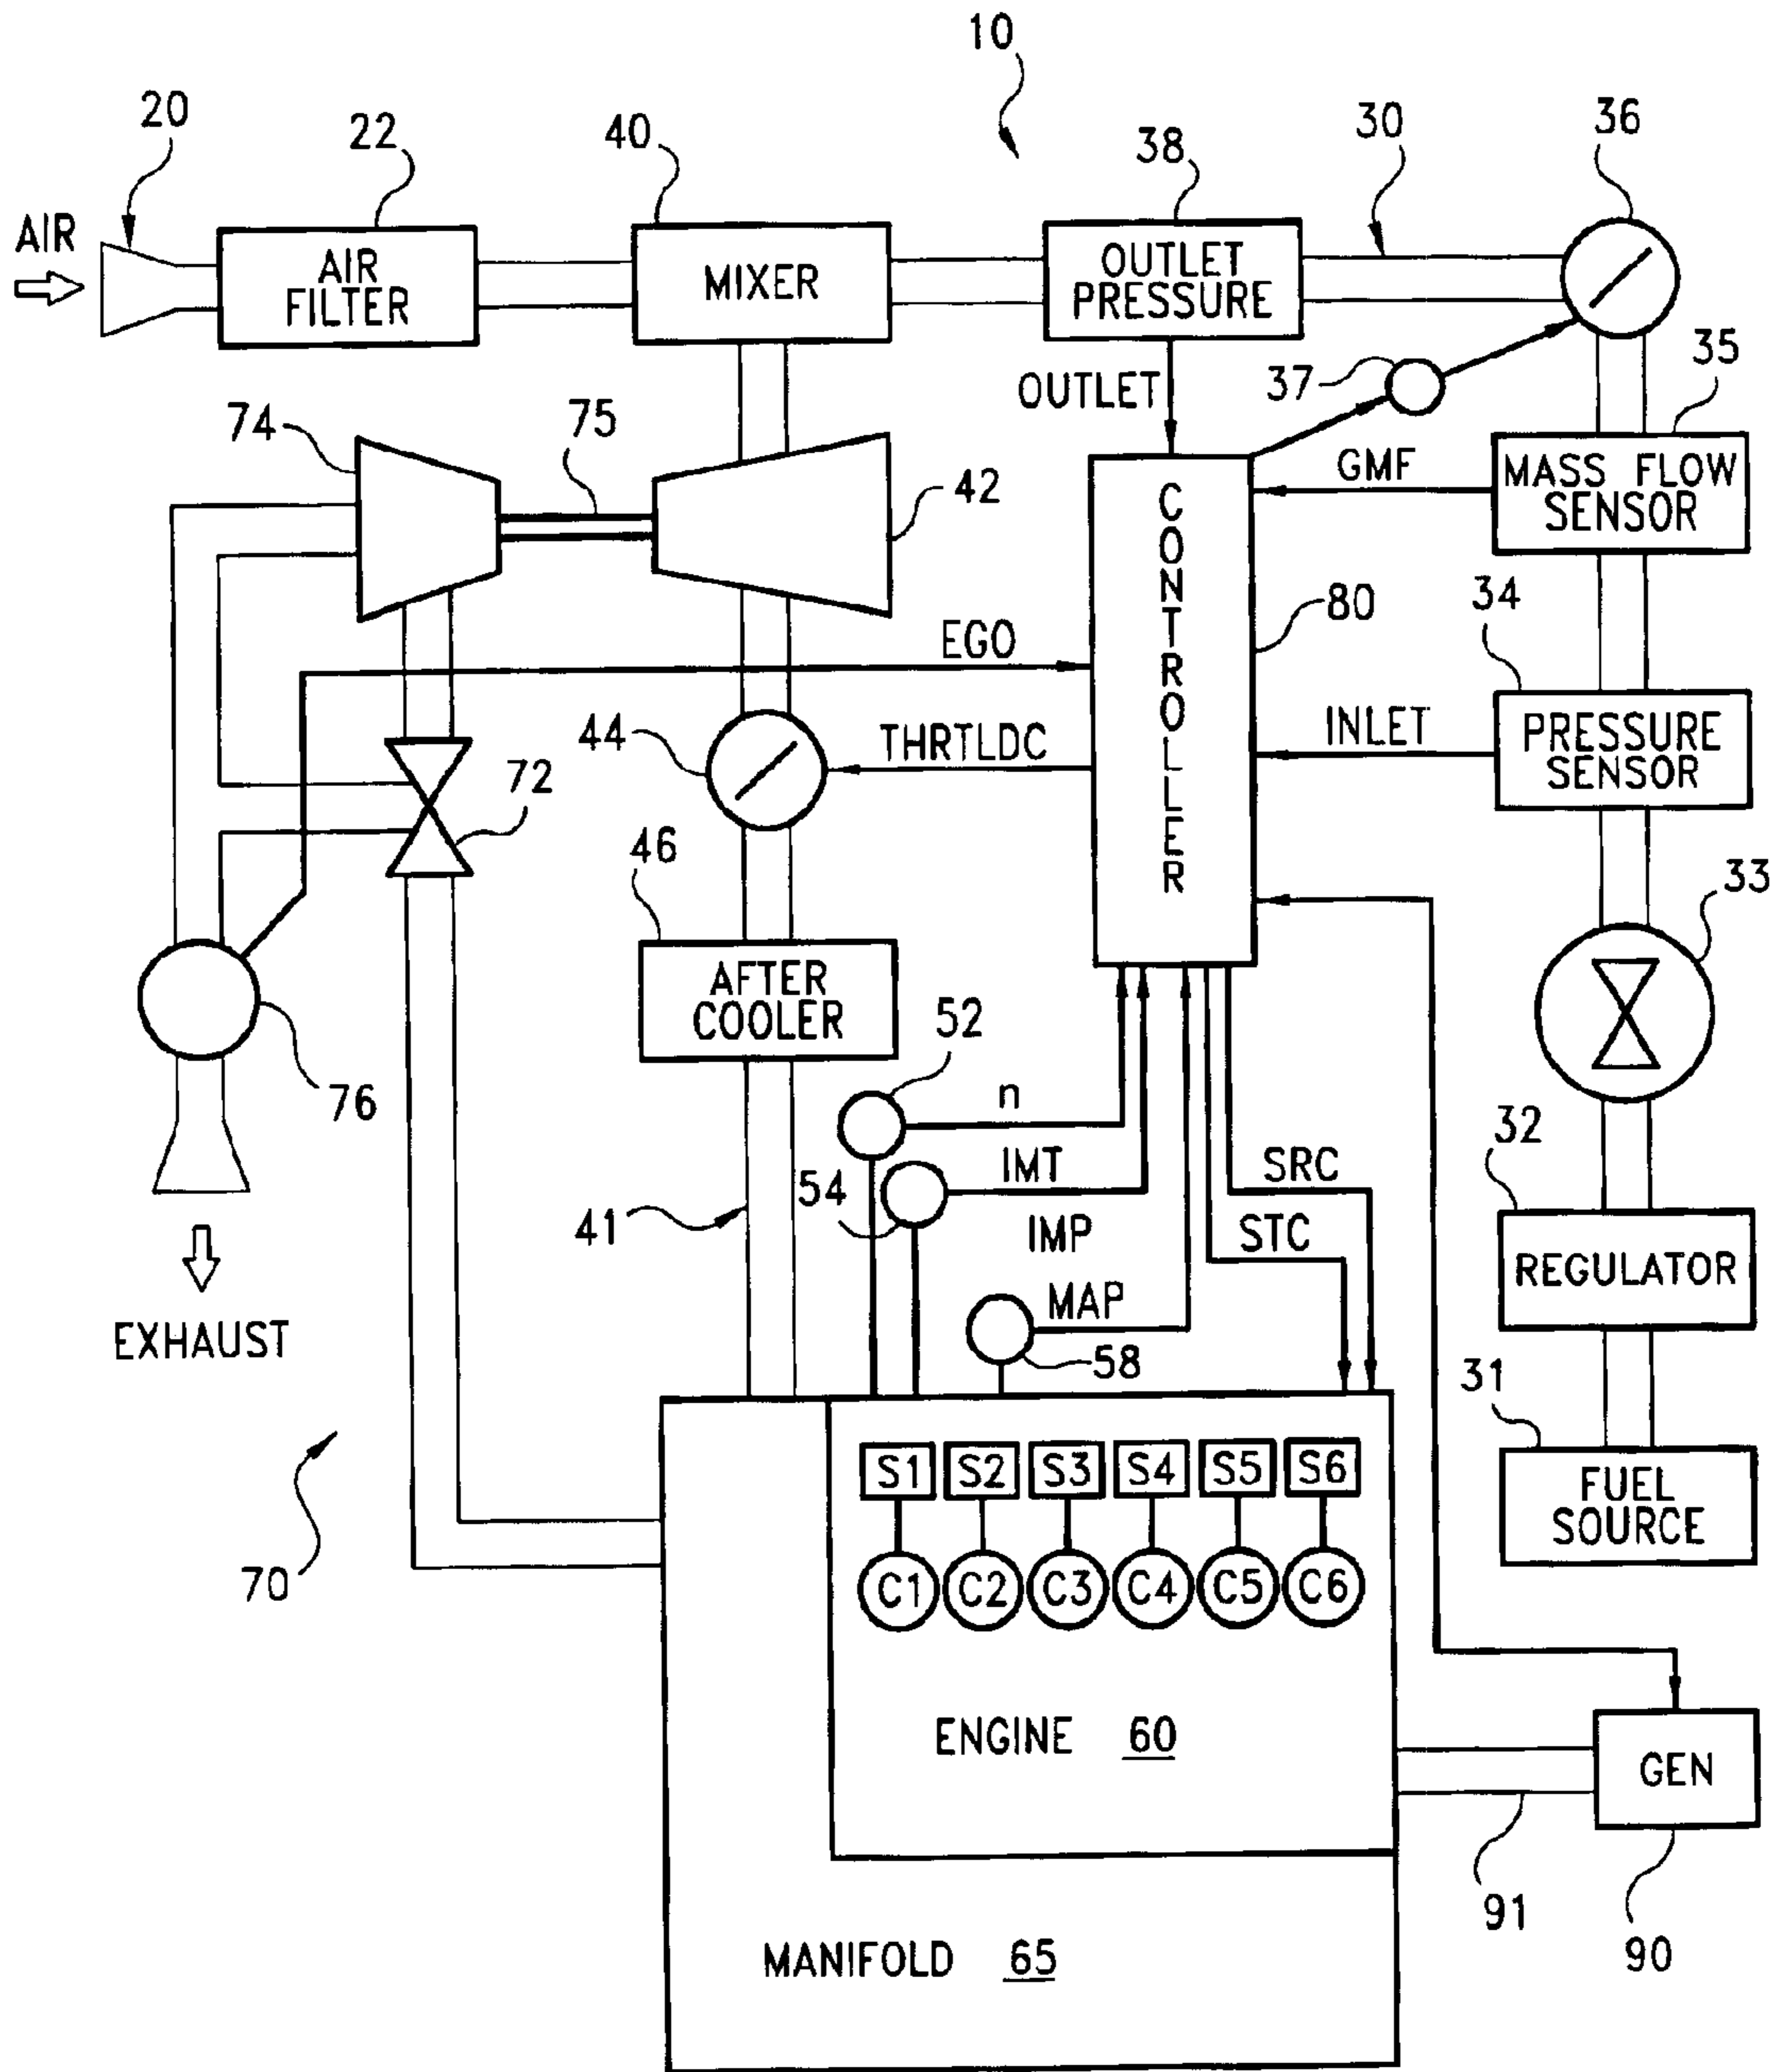 10
20
22
40
38
30
36
AIR
AIR
FILTER
MIXER
OUTLET
PRESSURE
35
37
OUTLET
74
75
42
GMF
MASS FLOW
SENSOR
CONTROLLER
34
80
EGO
INLET
PRESSURE
SENSOR
44
THRTLDC
72
46
33
AFTER
COOLER
52
76
n
32
54
IMT
SRC
41
IMP
STC
REGULATOR
MAP
EXHAUST
58
31
S1 S2 S3 S4 S5 S6
FUEL
SOURCE
70
C1 C2 C3 C4 C5 C6
ENGINE 60
GEN
91
90
MANIFOLD 65